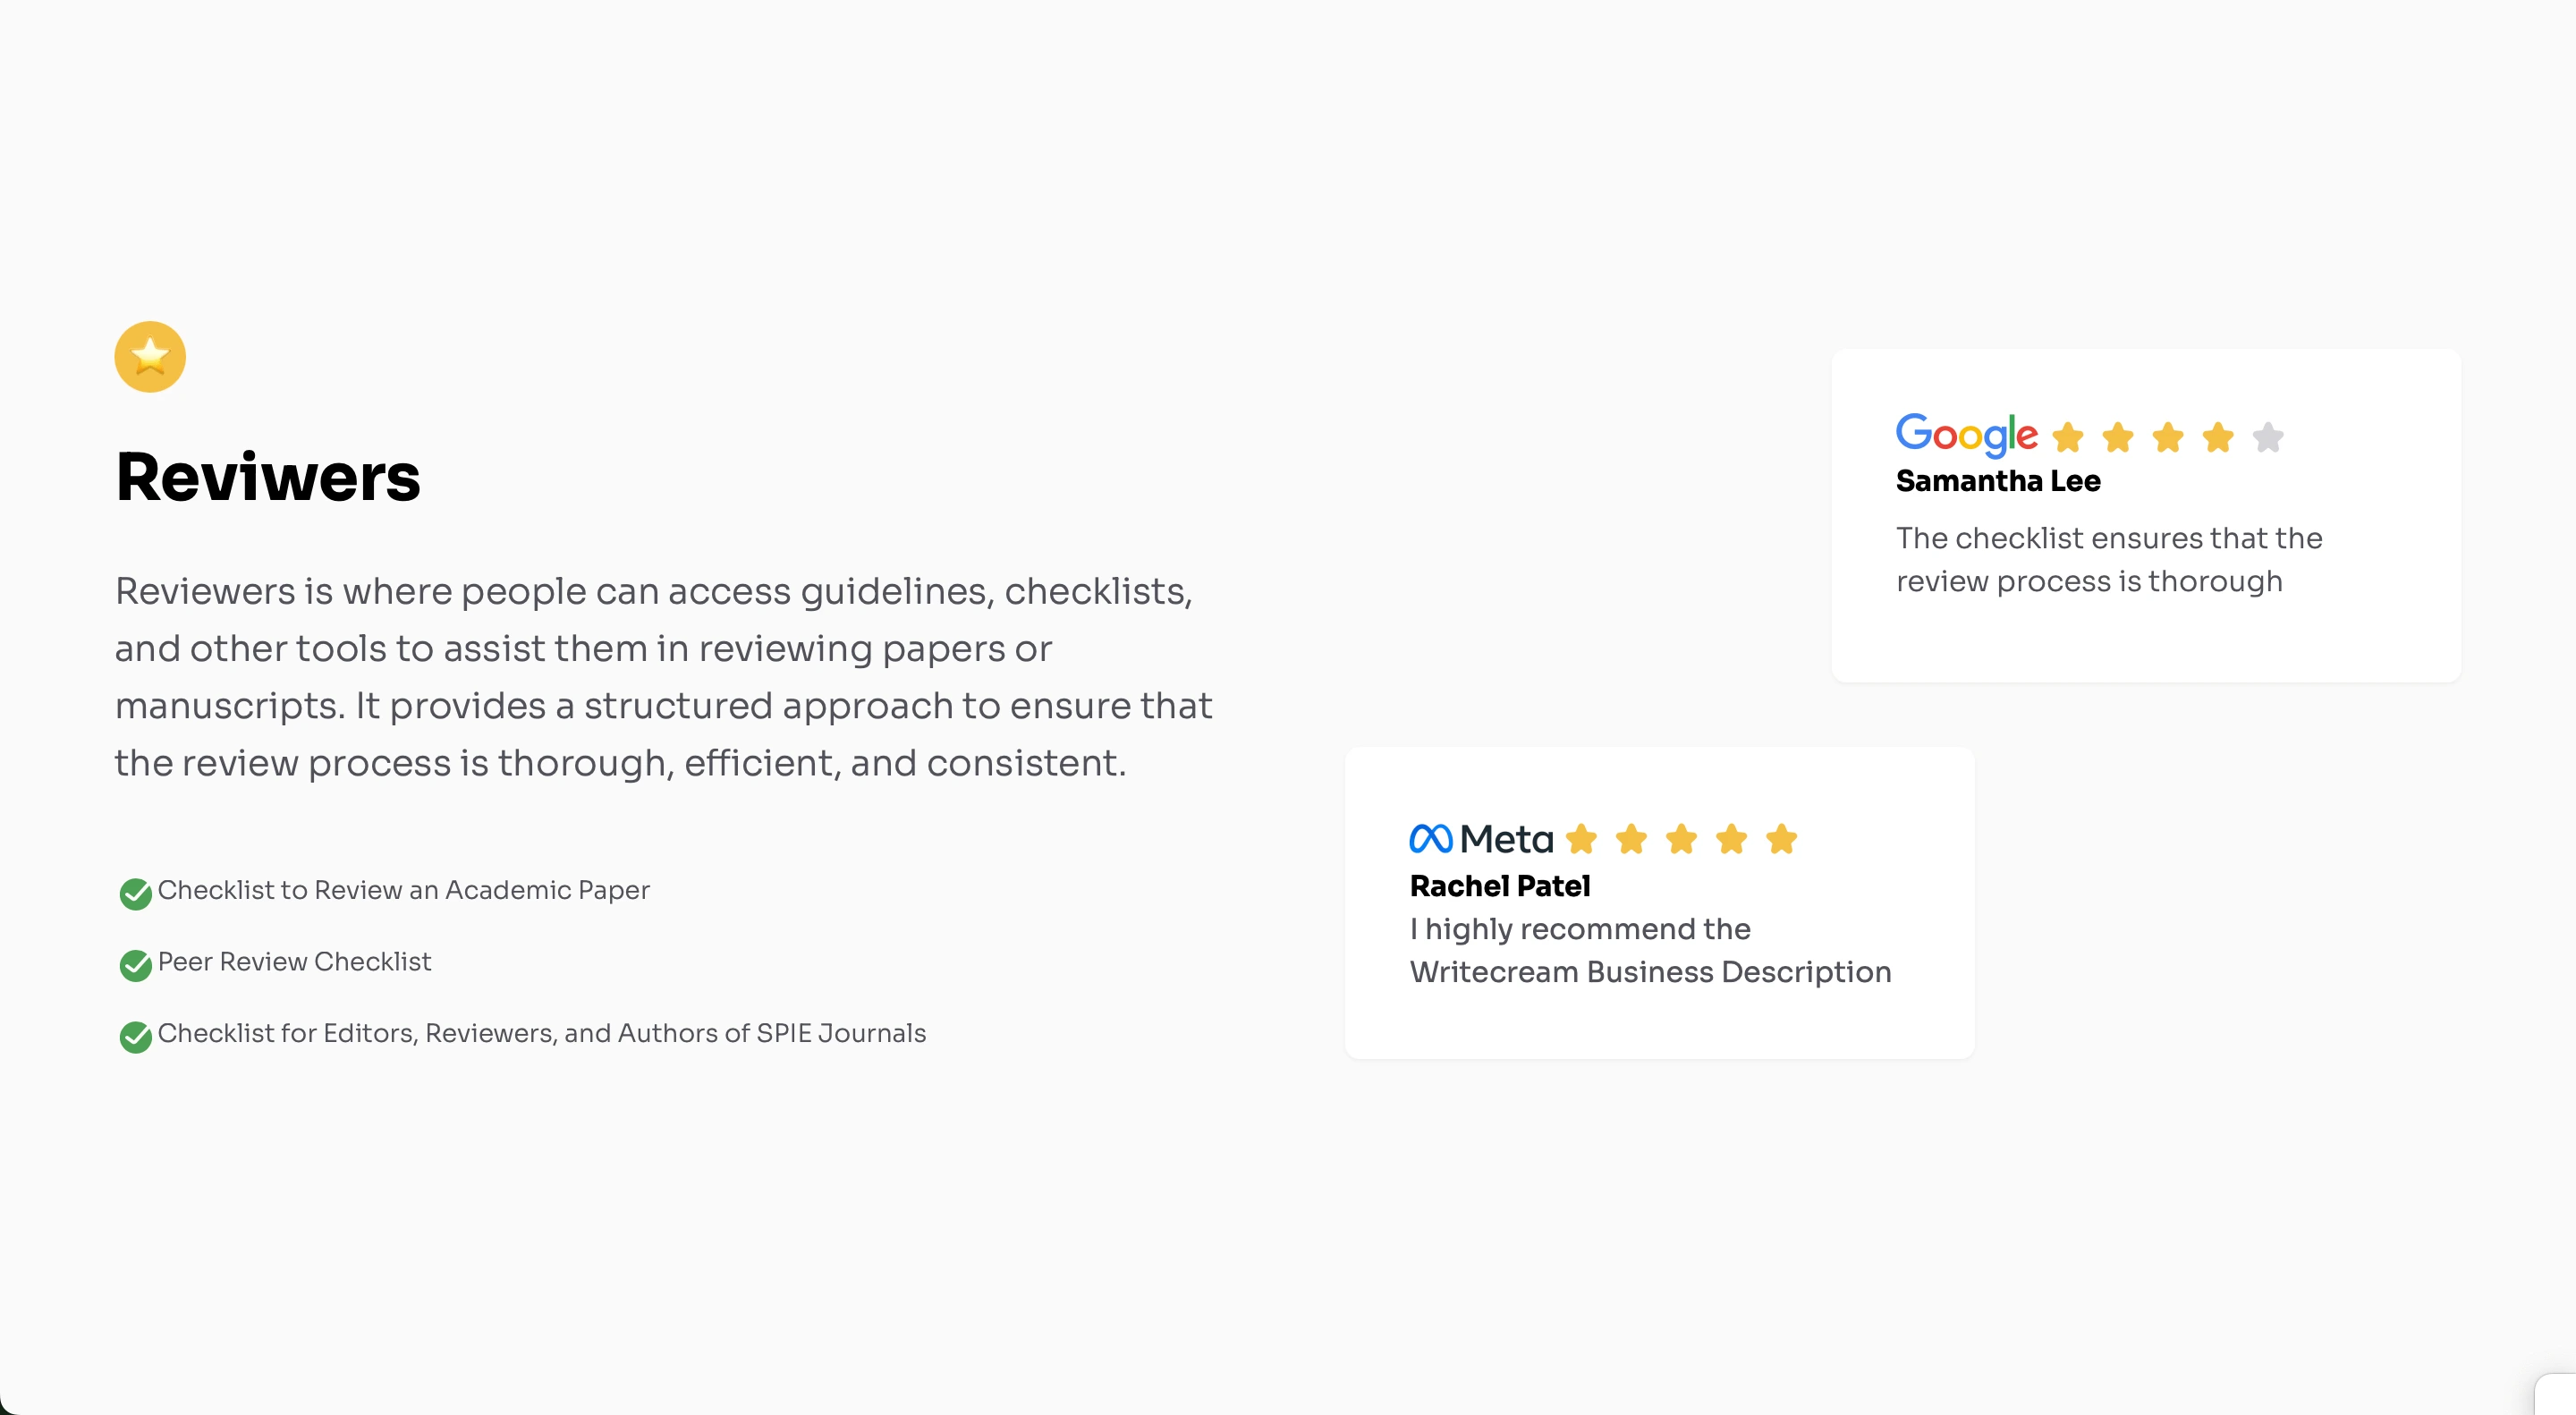 Reviwers
Reviewers is where people can access guidelines, checklists,
and other tools to assist them in reviewing papers or
manuscripts. It provides a structured approach to ensure that
the review process is thorough, efficient, and consistent.
Checklist to Review an Academic Paper
Peer Review Checklist
Checklist for Editors, Reviewers, and Authors of SPIE Journals
Google
Samantha Lee
The checklist ensures that the
review process is thorough
Meta
Rachel Patel
I highly recommend the
Writecream Business Description